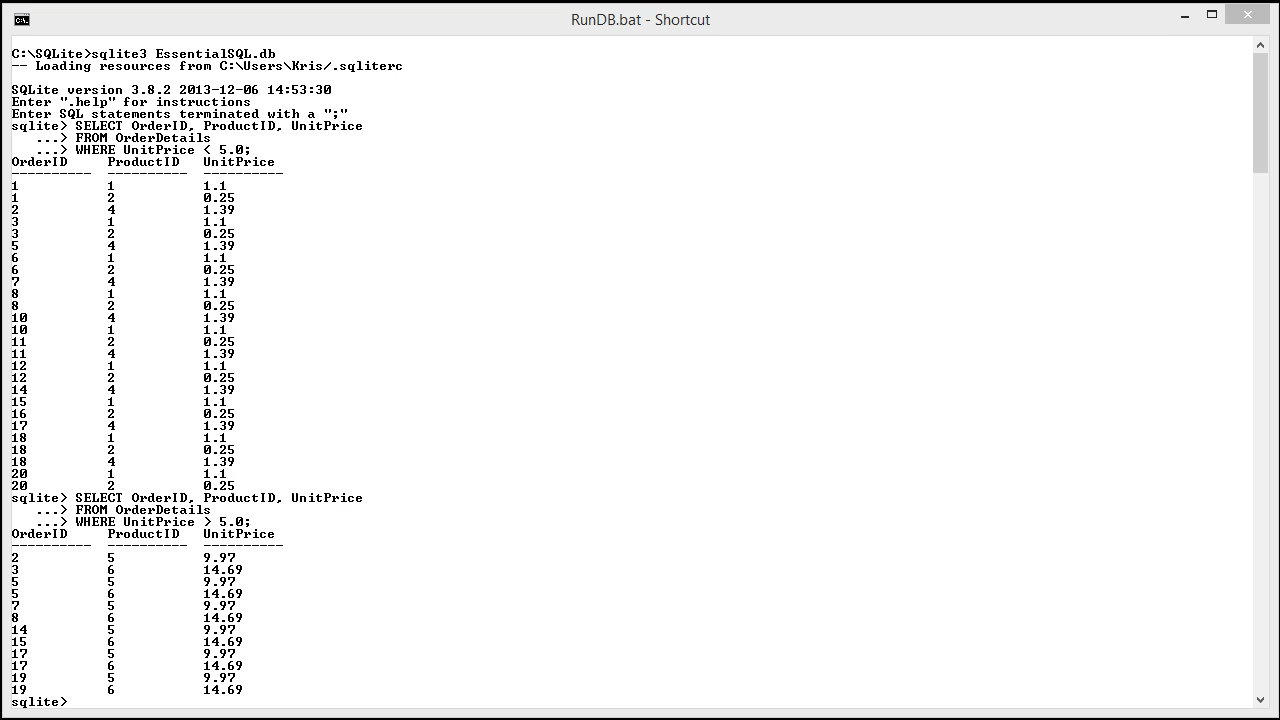 RunDB.bat - Shortcut
C:\SQLite>sqlite3 EssentialSQL.db
-- Loading resources from C:\Users\Kris/.sqliterc
SQLite version 3.8.2 2013-12-06 14:53:30
Enter ".help" for instructions
Enter SQL statements terminated with a ";"
sqlite> SELECT OrderID, ProductID, UnitPrice
   ...> FROM OrderDetails
   ...> WHERE UnitPrice < 5.0;
OrderID     ProductID   UnitPrice
----------  ----------  ----------
1           1           1.1
1           2           0.25
2           4           1.39
3           1           1.1
3           2           0.25
5           4           1.39
6           1           1.1
6           2           0.25
7           4           1.39
8           1           1.1
8           2           0.25
10          4           1.39
10          1           1.1
11          2           0.25
11          4           1.39
12          1           1.1
12          2           0.25
14          4           1.39
15          1           1.1
16          2           0.25
17          4           1.39
18          1           1.1
18          2           0.25
18          4           1.39
20          1           1.1
20          2           0.25
sqlite> SELECT OrderID, ProductID, UnitPrice
   ...> FROM OrderDetails
   ...> WHERE UnitPrice > 5.0;
OrderID     ProductID   UnitPrice
----------  ----------  ----------
2           5           9.97
3           6           14.69
5           5           9.97
5           6           14.69
7           5           9.97
8           6           14.69
14          5           9.97
15          6           14.69
17          5           9.97
17          6           14.69
19          5           9.97
19          6           14.69
sqlite>